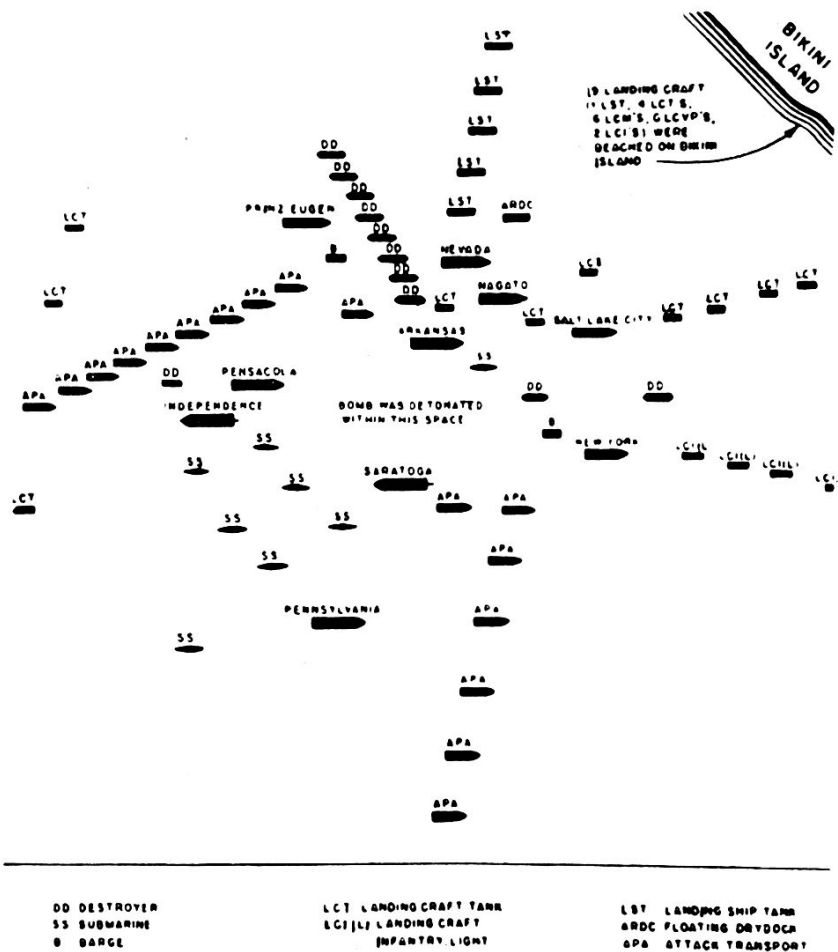 LST
BIKINI
ISLAND
LST
19 LANDING CRAFT
(1 LST, 4 LCT'S,
6 LCM'S, 6 LCVP'S,
2 LCI'S) WERE
BEACHED ON BIKINI
ISLAND
LST
DD
LST
DD
DD
PRINZ EUGEN
DD
LST
ARDC
LCT
DD
B
DD
NEVADA
LCI
DD
APA
DD
LCT
NAGATO
LCT
LCT
APA
APA
LCT
LCT
LCT
SALT LAKE CITY
LCT
APA
APA
ARKANSAS
APA
SS
APA
APA
APA
APA
DD
PENSACOLA
DD
DD
INDEPENDENCE
BOMB WAS DETONATED
WITHIN THIS SPACE
B
SS
NEW YORK
LCI(L)
LCI(L)
LCI(L)
LCI(
SS
SARATOGA
SS
LCT
APA
APA
SS
SS
SS
APA
PENNSYLVANIA
APA
SS
APA
APA
APA
DD DESTROYER
SS SUBMARINE
B BARGE
LCT LANDING CRAFT TANK
LCI(L) LANDING CRAFT
INFANTRY, LIGHT
LST LANDING SHIP TANK
ARDC FLOATING DRYDOCK
APA ATTACK TRANSPORT